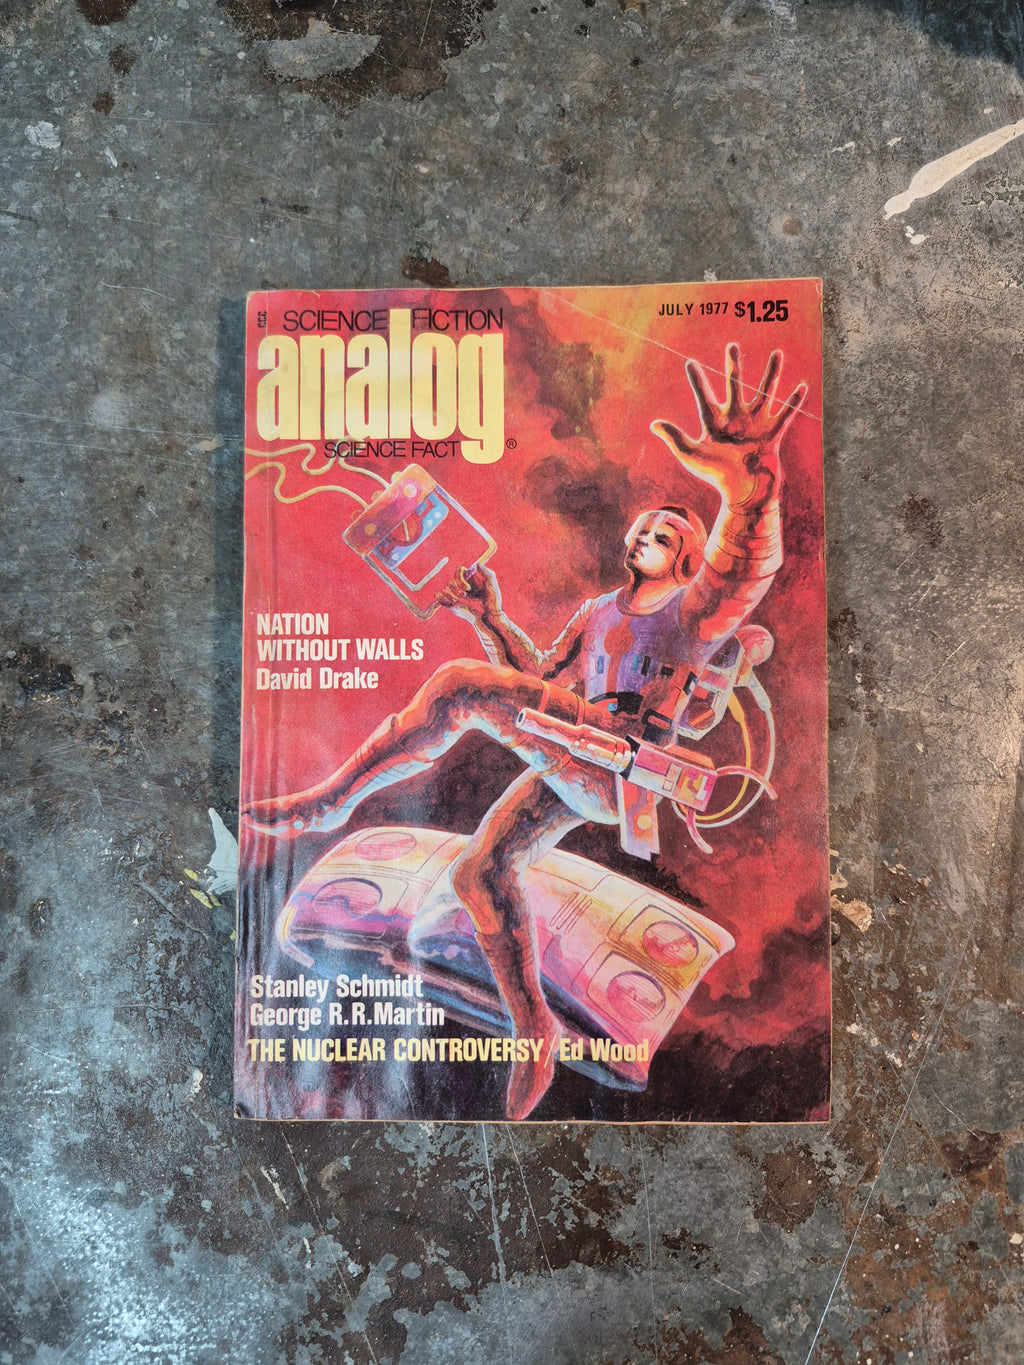 SCIENCE FICTION
analog
SCIENCE FACT ®
JULY 1977 $1.25
NATION
WITHOUT WALLS
David Drake
Stanley Schmidt
George R.R. Martin
THE NUCLEAR CONTROVERSY / Ed Wood